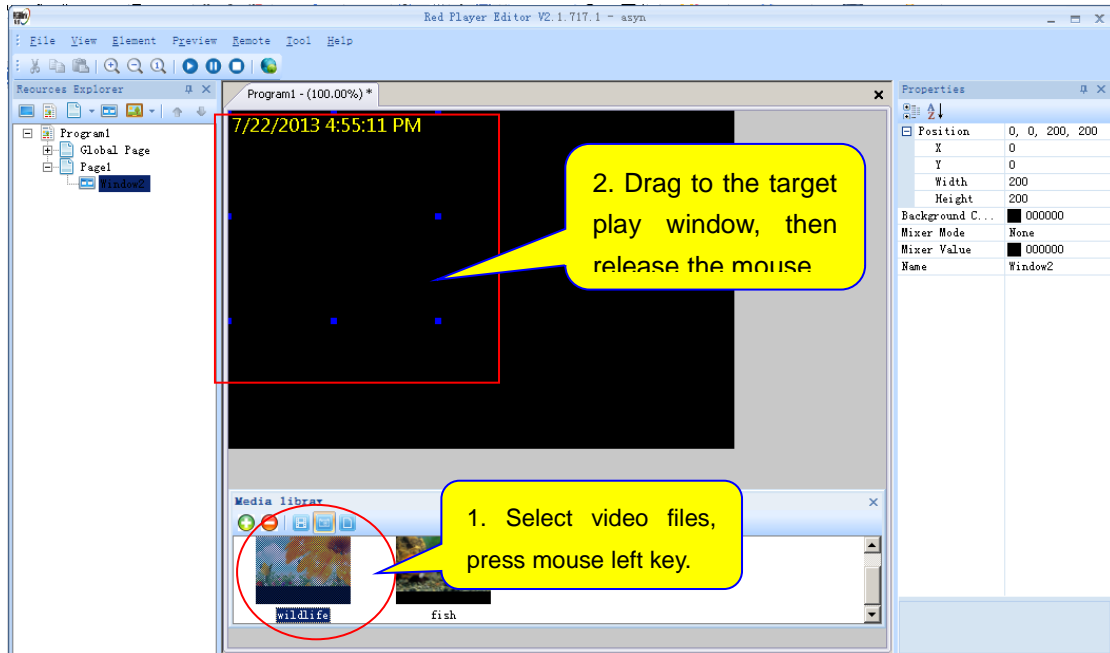 Red Player Editor V2.1.717.1 - asyn
File View Element Preview Remote Tool Help
Recurces Explorer
Program1
Global Page
Page1
Window2
Program1 - (100.00%) *
7/22/2013 4:55:11 PM
2. Drag to the target
play window, then
release the mouse
Media library
1. Select video files,
press mouse left key.
wildlife
fish
Properties
Position 0, 0, 200, 200
X 0
Y 0
Width 200
Height 200
Background C... 000000
Mixer Mode None
Mixer Value 000000
Name Window2